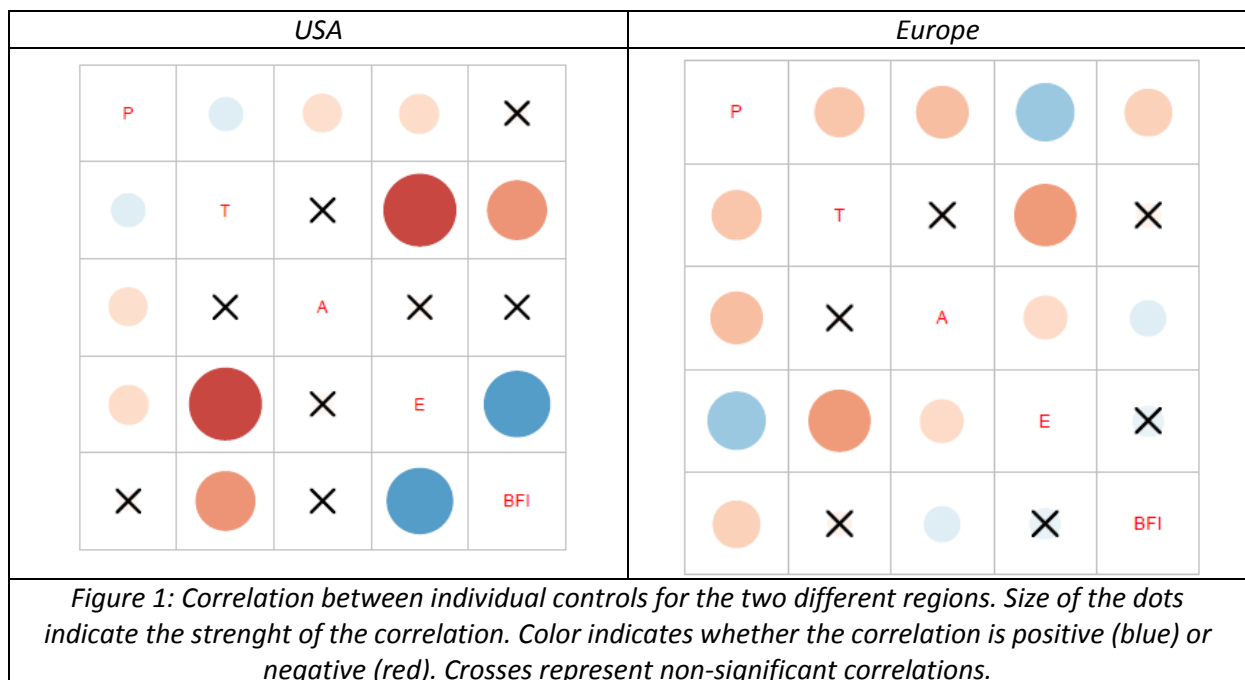 USA Europe
P P
T T
A A
E E
BFI BFI
Figure 1: Correlation between individual controls for the two different regions. Size of the dots
indicate the strenght of the correlation. Color indicates whether the correlation is positive (blue) or
negative (red). Crosses represent non-significant correlations.